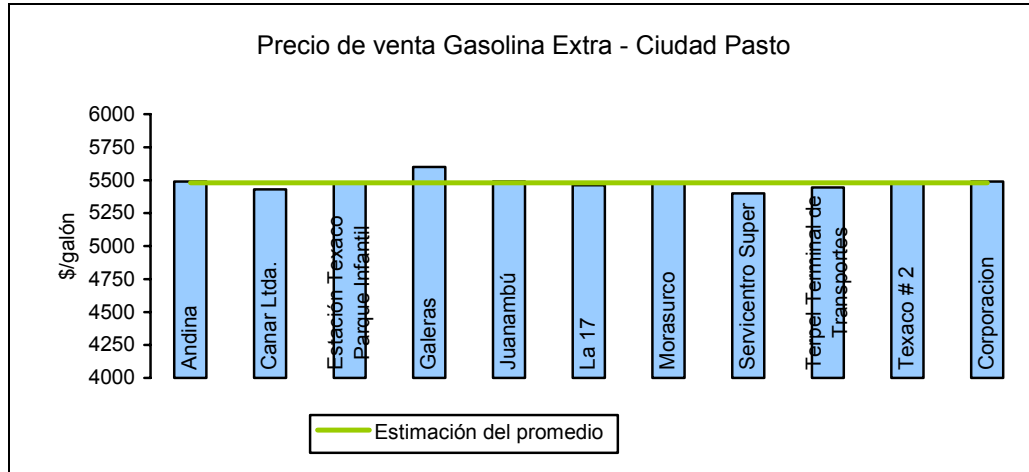 Precio de venta Gasolina Extra - Ciudad Pasto
$/galón
6000
5750
5500
5250
5000
4750
4500
4250
4000
Andina
Canar Ltda.
Estación Texaco
Parque Infantil
Galeras
Juanambú
La 17
Morasurco
Servicentro Super
Terpel Terminal de
Transportes
Texaco # 2
Corporacion
Estimación del promedio